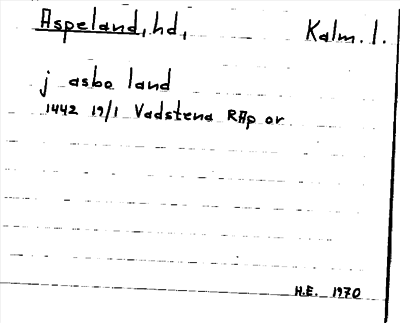 Aspeland, hd, Kalm. l.
j asbo land
1442 19/1 Vadstena RAp or
H.E. 1970